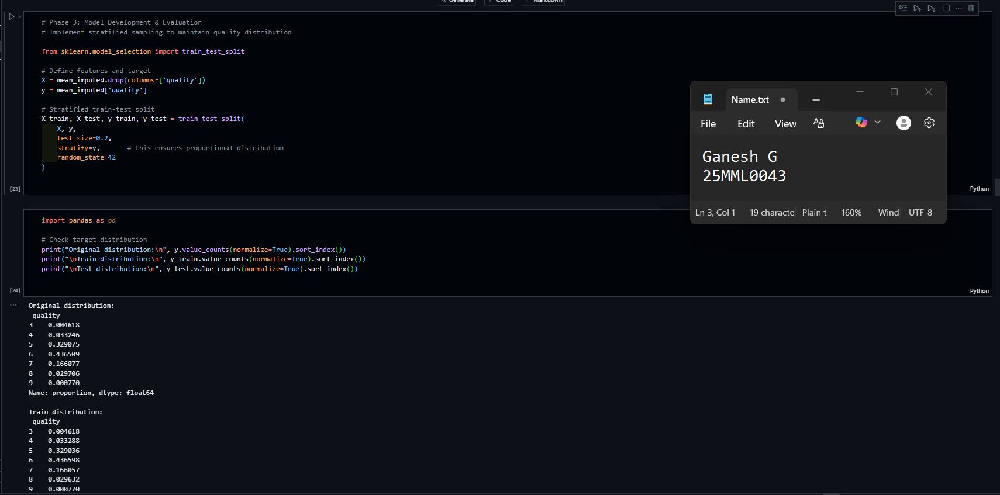 Generate
Code
Markdown
# Phase 3: Model Development & Evaluation
# Implement stratified sampling to maintain quality distribution
from sklearn.model_selection import train_test_split
# Define features and target
X = mean_imputed.drop(columns=['quality'])
y = mean_imputed['quality']
# Stratified train-test split
X_train, X_test, y_train, y_test = train_test_split(
    X, y,
    test_size=0.2,
    stratify=y,       # this ensures proportional distribution
    random_state=42
)
[23]
Python
Name.txt
File Edit View
Ganesh G
25MML0043
Ln 3, Col 1 19 character Plain t 160% Wind UTF-8
import pandas as pd
# Check target distribution
print("Original distribution:\n", y.value_counts(normalize=True).sort_index())
print("\nTrain distribution:\n", y_train.value_counts(normalize=True).sort_index())
print("\nTest distribution:\n", y_test.value_counts(normalize=True).sort_index())
[24]
Python
Original distribution:
 quality
3    0.004618
4    0.033246
5    0.329075
6    0.436509
7    0.166077
8    0.029706
9    0.000770
Name: proportion, dtype: float64
Train distribution:
 quality
3    0.004618
4    0.033288
5    0.329036
6    0.436598
7    0.166057
8    0.029632
9    0.000770